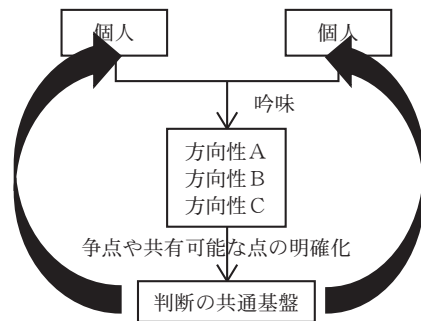 個人
個人
吟味
方向性A
方向性B
方向性C
争点や共有可能な点の明確化
判断の共通基盤